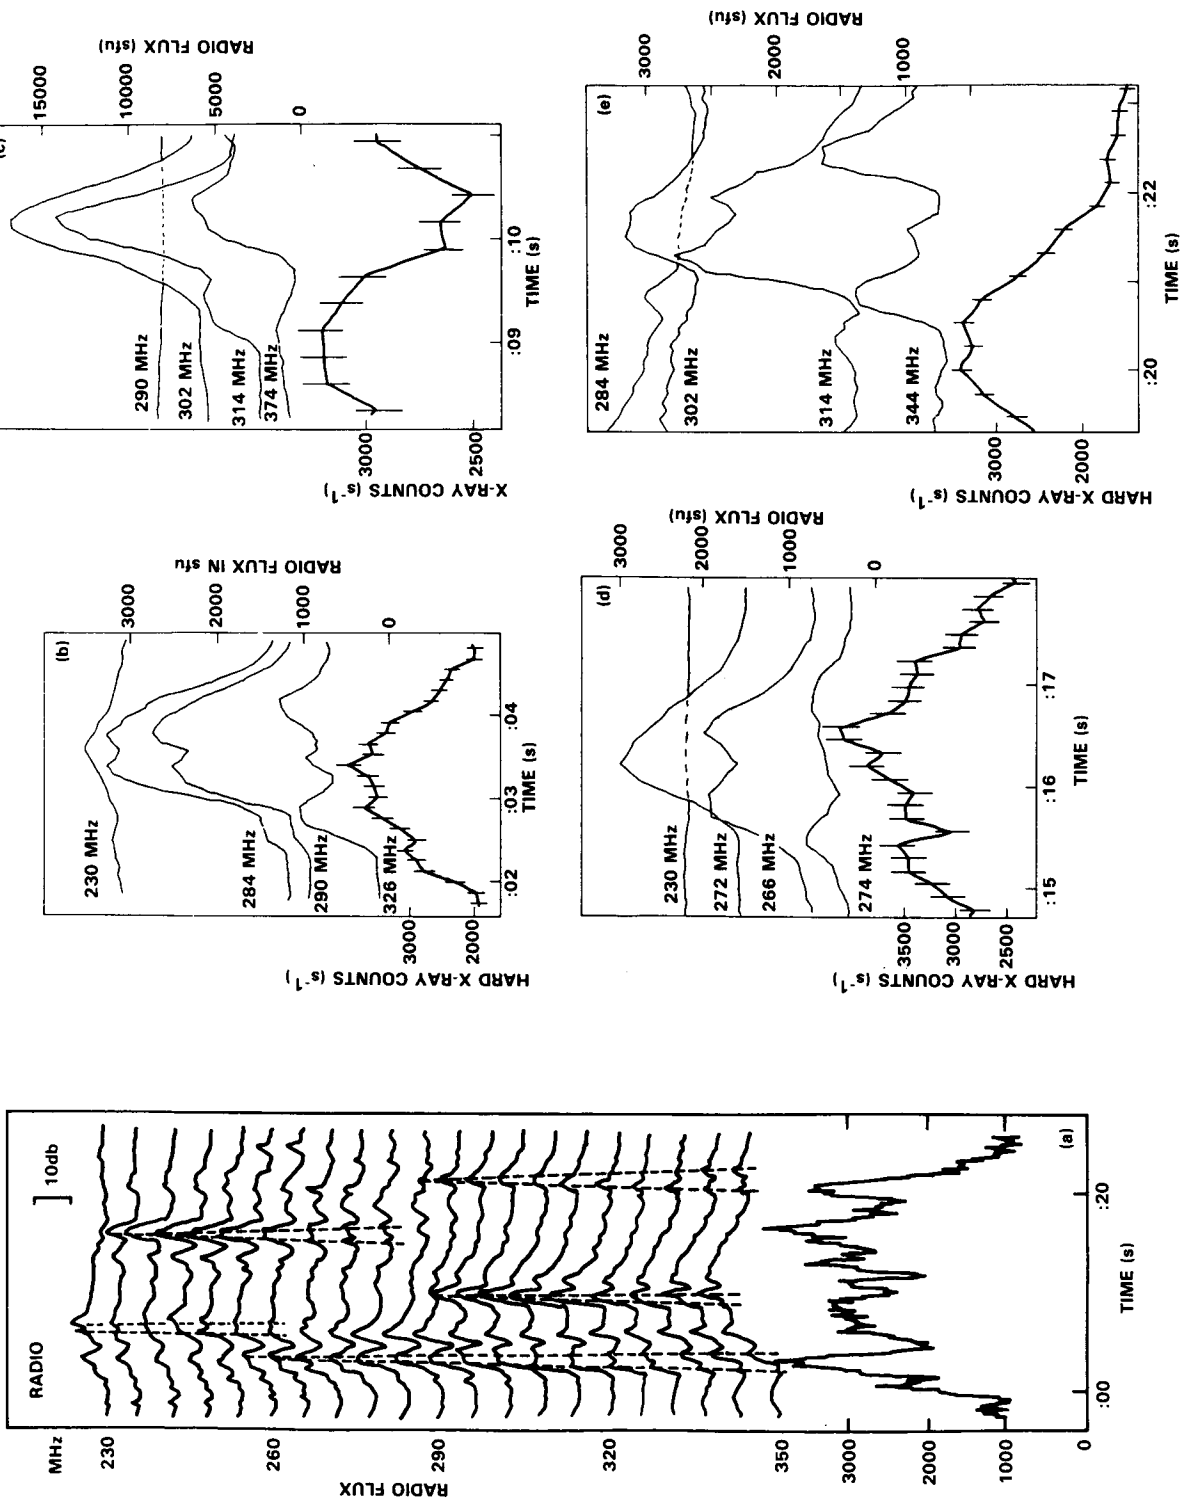 RADIO
] 10db
MHz
230
260
290
320
350
RADIO FLUX
3000
2000
1000
0
:00
:20
TIME (s)
(a)
(b)
230 MHz
284 MHz
290 MHz
326 MHz
3000
2000
1000
0
RADIO FLUX IN sfu
3000
2000
HARD X-RAY COUNTS (s⁻¹)
:02
:03
:04
TIME (s)
(c)
290 MHz
302 MHz
314 MHz
374 MHz
15000
10000
5000
0
RADIO FLUX (sfu)
3000
2500
X-RAY COUNTS (s⁻¹)
:09
:10
TIME (s)
(d)
230 MHz
272 MHz
266 MHz
274 MHz
3000
2000
1000
0
RADIO FLUX (sfu)
3500
3000
2500
HARD X-RAY COUNTS (s⁻¹)
:15
:16
:17
TIME (s)
(e)
284 MHz
302 MHz
314 MHz
344 MHz
3000
2000
1000
RADIO FLUX (sfu)
3000
2000
HARD X-RAY COUNTS (s⁻¹)
:20
:22
TIME (s)